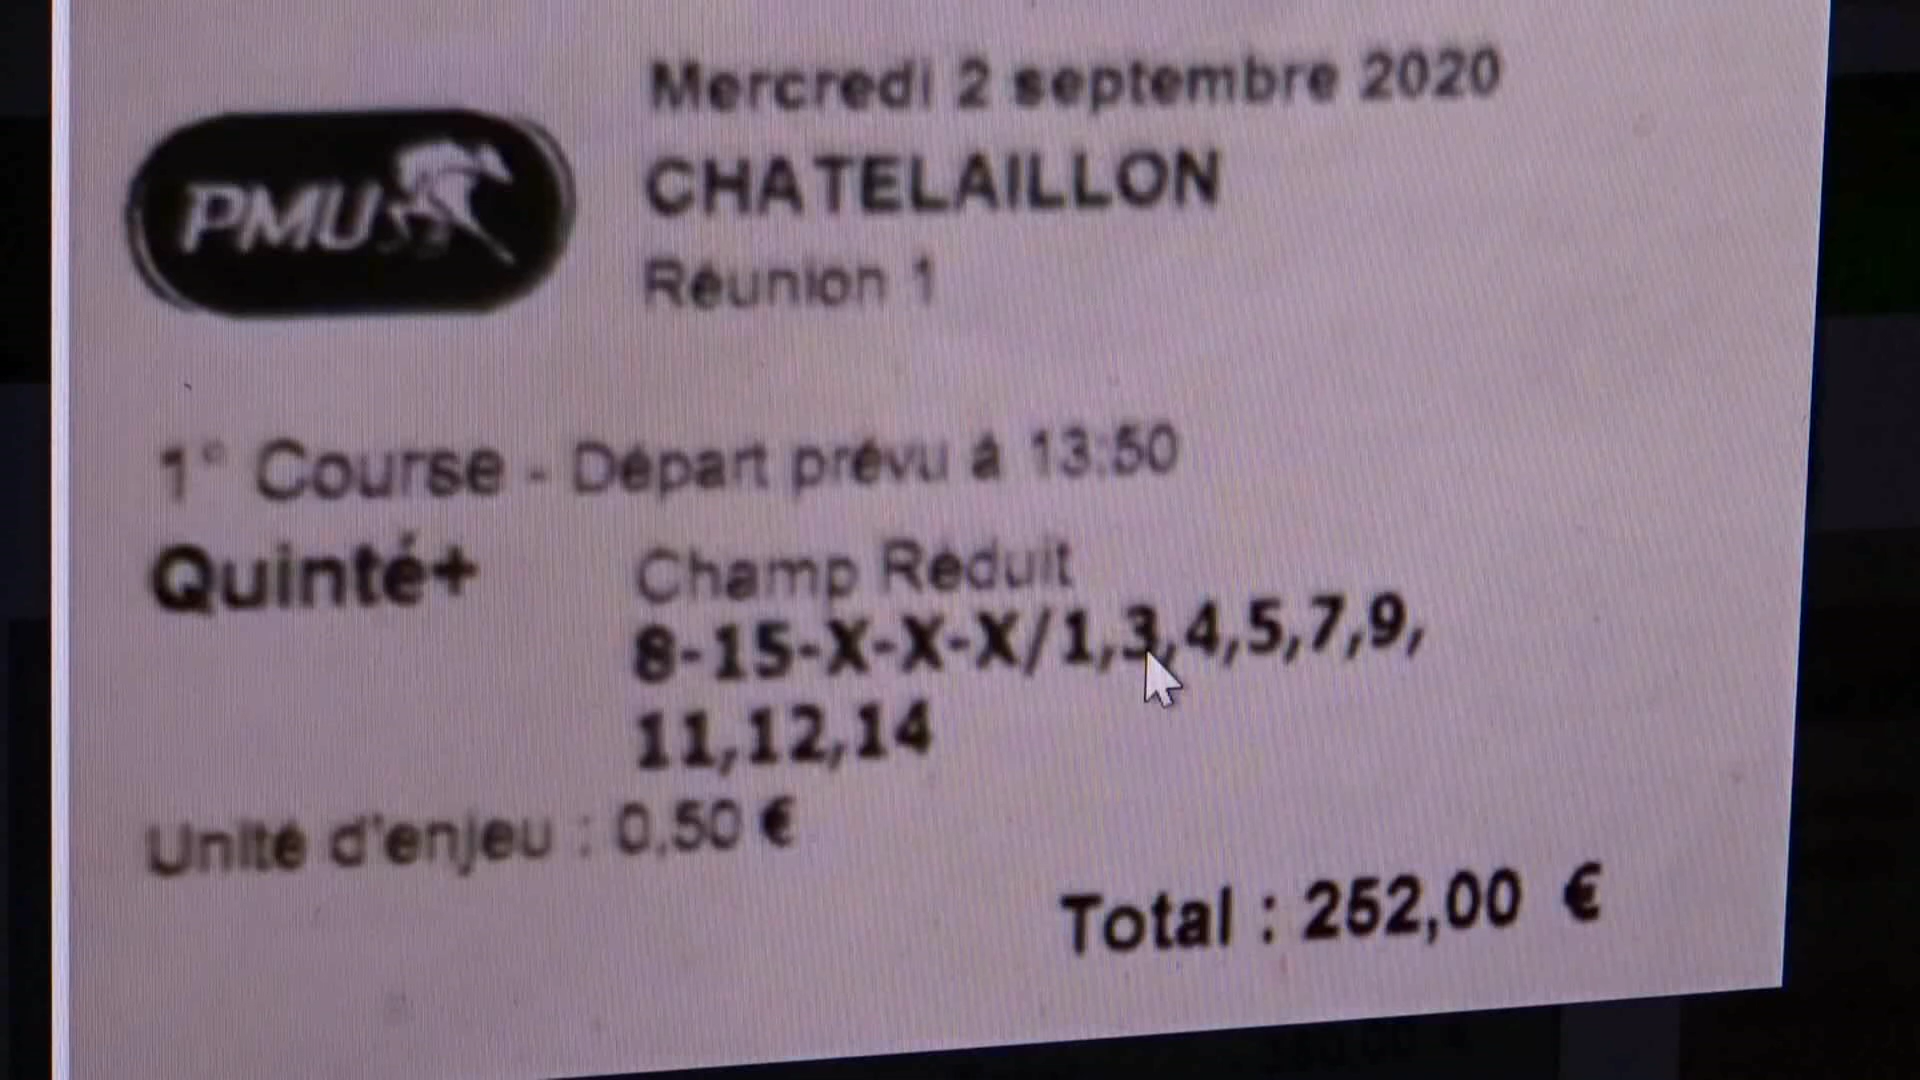 Mercredi 2 septembre 2020
PMU
CHATELAILLON
Réunion 1
1° Course - Départ prévu à 13:50
Quinté+ Champ Réduit
8-15-X-X-X/1,3,4,5,7,9,
11,12,14
Unité d'enjeu : 0,50 €
Total : 252,00 €